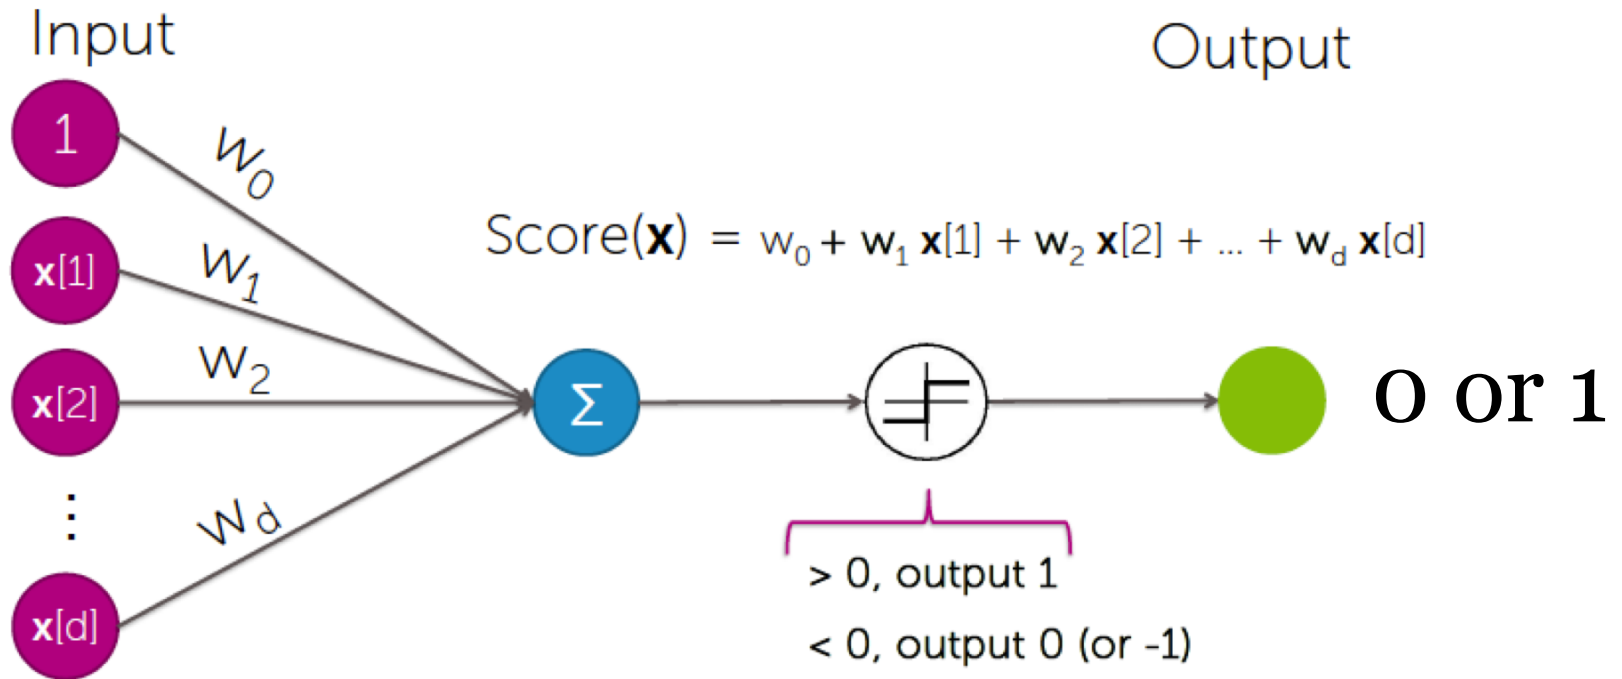 Input
Output
1
w0
x[1]
w1
Score(x) = w0 + w1 x[1] + w2 x[2] + ... + wd x[d]
x[2]
w2
Σ
0 or 1
⋮
wd
x[d]
> 0, output 1
< 0, output 0 (or -1)